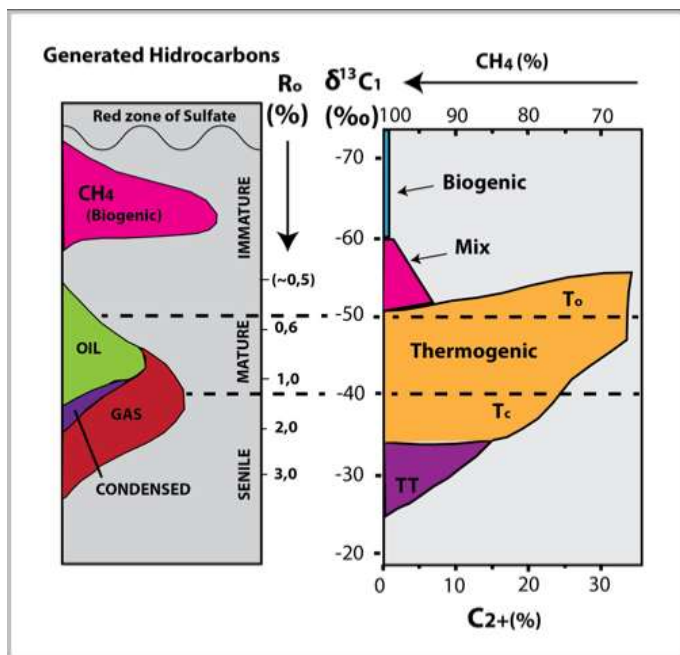 Generated Hidrocarbons
Ro
(%)
δ13C1
(‰)
CH4 (%)
100 90 80 70
Red zone of Sulfate
CH4
(Biogenic)
IMMATURE
(~0,5)
0,6
OIL
MATURE
1,0
GAS
2,0
CONDENSED
SENILE
3,0
-70
Biogenic
-60
Mix
To
-50
Thermogenic
-40
Tc
-30
TT
-20
0 10 20 30
C2+(%)